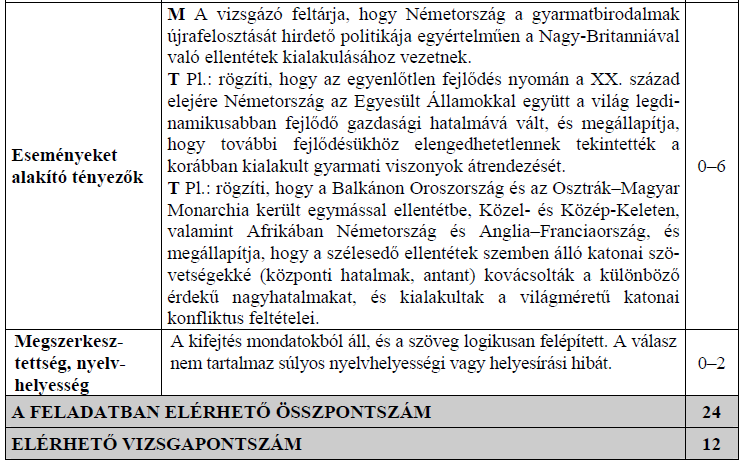 M A vizsgázó feltárja, hogy Németország a gyarmatbirodalmak
újrafelosztását hirdető politikája egyértelműen a Nagy-Britanniával
való ellentétek kialakulásához vezetnek.
T Pl.: rögzíti, hogy az egyenlőtlen fejlődés nyomán a XX. század
elejére Németország az Egyesült Államokkal együtt a világ legdi-
namikusabban fejlődő gazdasági hatalmává vált, és megállapítja,
hogy további fejlődésükhöz elengedhetetlennek tekintették a
korábban kialakult gyarmati viszonyok átrendezését.
T Pl.: rögzíti, hogy a Balkánon Oroszország és az Osztrák–Magyar
Monarchia került egymással ellentétbe, Közel- és Közép-Keleten,
valamint Afrikában Németország és Anglia–Franciaország, és
megállapítja, hogy a szélesedő ellentétek szemben álló katonai szö-
vetségekké (központi hatalmak, antant) kovácsolták a különböző
érdekű nagyhatalmakat, és kialakultak a világméretű katonai
konfliktus feltételei.
Eseményeket
alakító tényezők
0–6
Megszerkesz-
tettség, nyelv-
helyesség
A kifejtés mondatokból áll, és a szöveg logikusan felépített. A válasz
nem tartalmaz súlyos nyelvhelyességi vagy helyesírási hibát.
0–2
A FELADATBAN ELÉRHETŐ ÖSSZPONTSZÁM 24
ELÉRHETŐ VIZSGAPONTSZÁM 12